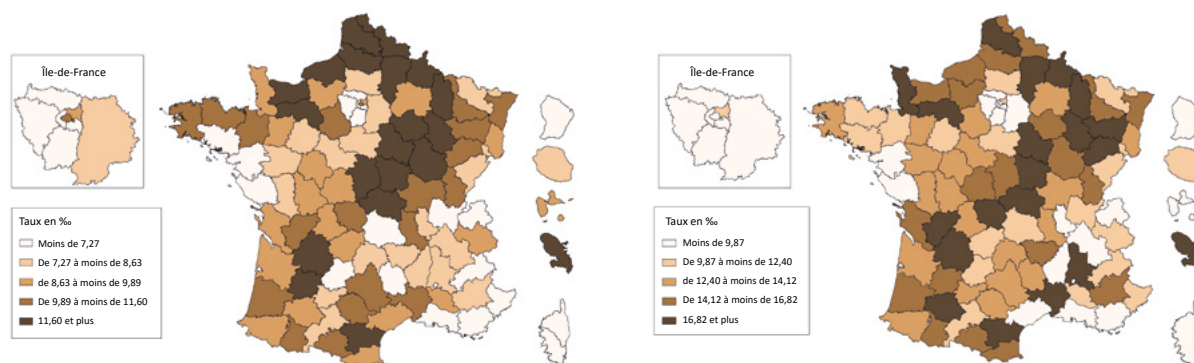 Île-de-France
Taux en ‰
Moins de 7,27
De 7,27 à moins de 8,63
de 8,63 à moins de 9,89
De 9,89 à moins de 11,60
11,60 et plus
Île-de-France
Taux en ‰
Moins de 9,87
De 9,87 à moins de 12,40
de 12,40 à moins de 14,12
De 14,12 à moins de 16,82
16,82 et plus